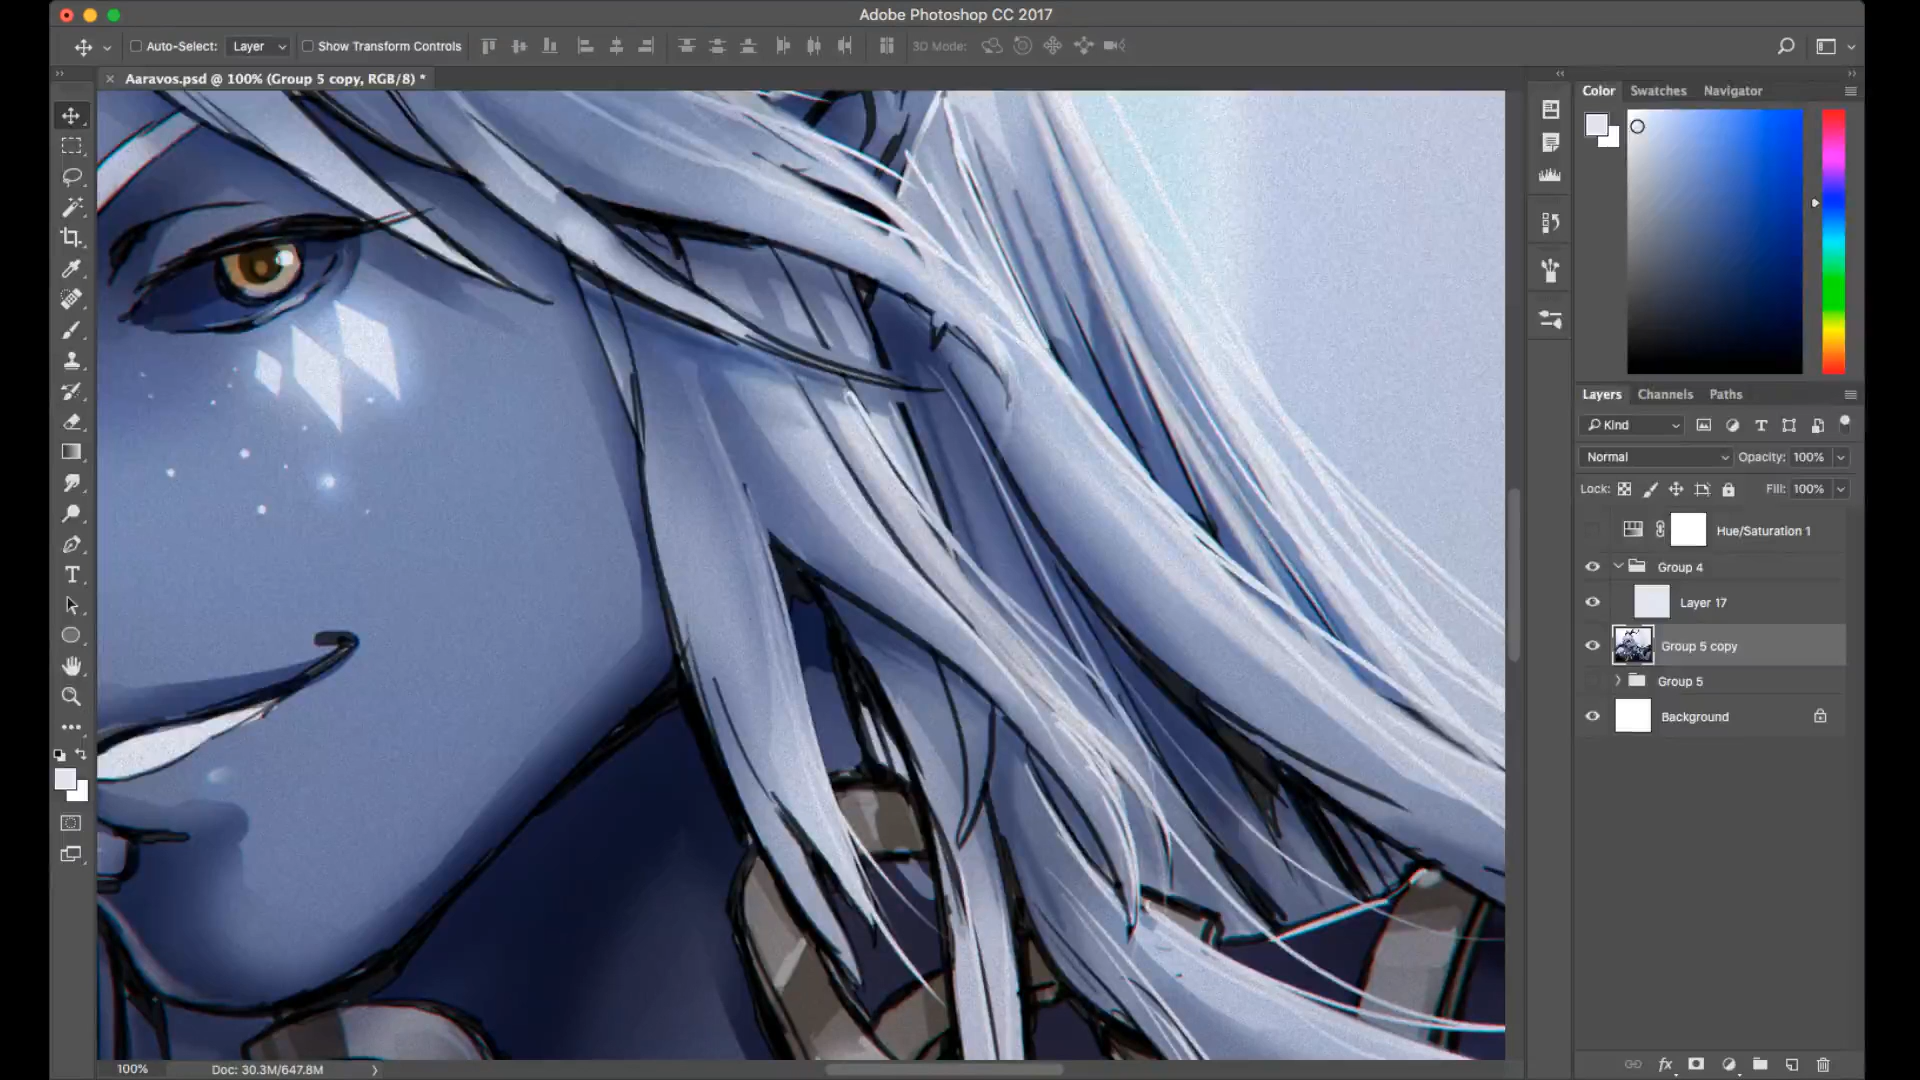 Adobe Photoshop CC 2017
Auto-Select: Layer Show Transform Controls 3D Mode:
Aaravos.psd @ 100% (Group 5 copy, RGB/8) *
Color Swatches Navigator
Layers Channels Paths
Kind
Normal Opacity: 100%
Lock: Fill: 100%
Hue/Saturation 1
Group 4
Layer 17
Group 5 copy
Group 5
Background
100% Doc: 30.3M/647.8M